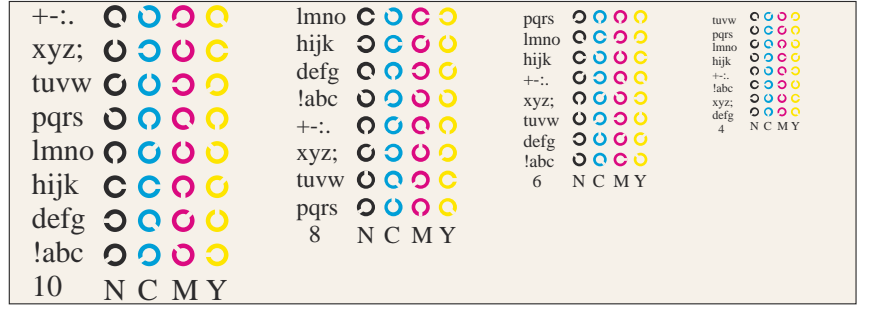 +-:.
xyz;
tuvw
pqrs
lmno
hijk
defg
!abc
10 N C M Y
lmno
hijk
defg
!abc
+-:.
xyz;
tuvw
pqrs
8 N C M Y
pqrs
lmno
hijk
+-:.
xyz;
tuvw
defg
!abc
6 N C M Y
tuvw
pqrs
lmno
hijk
+-:.
!abc
xyz;
defg
4 N C M Y